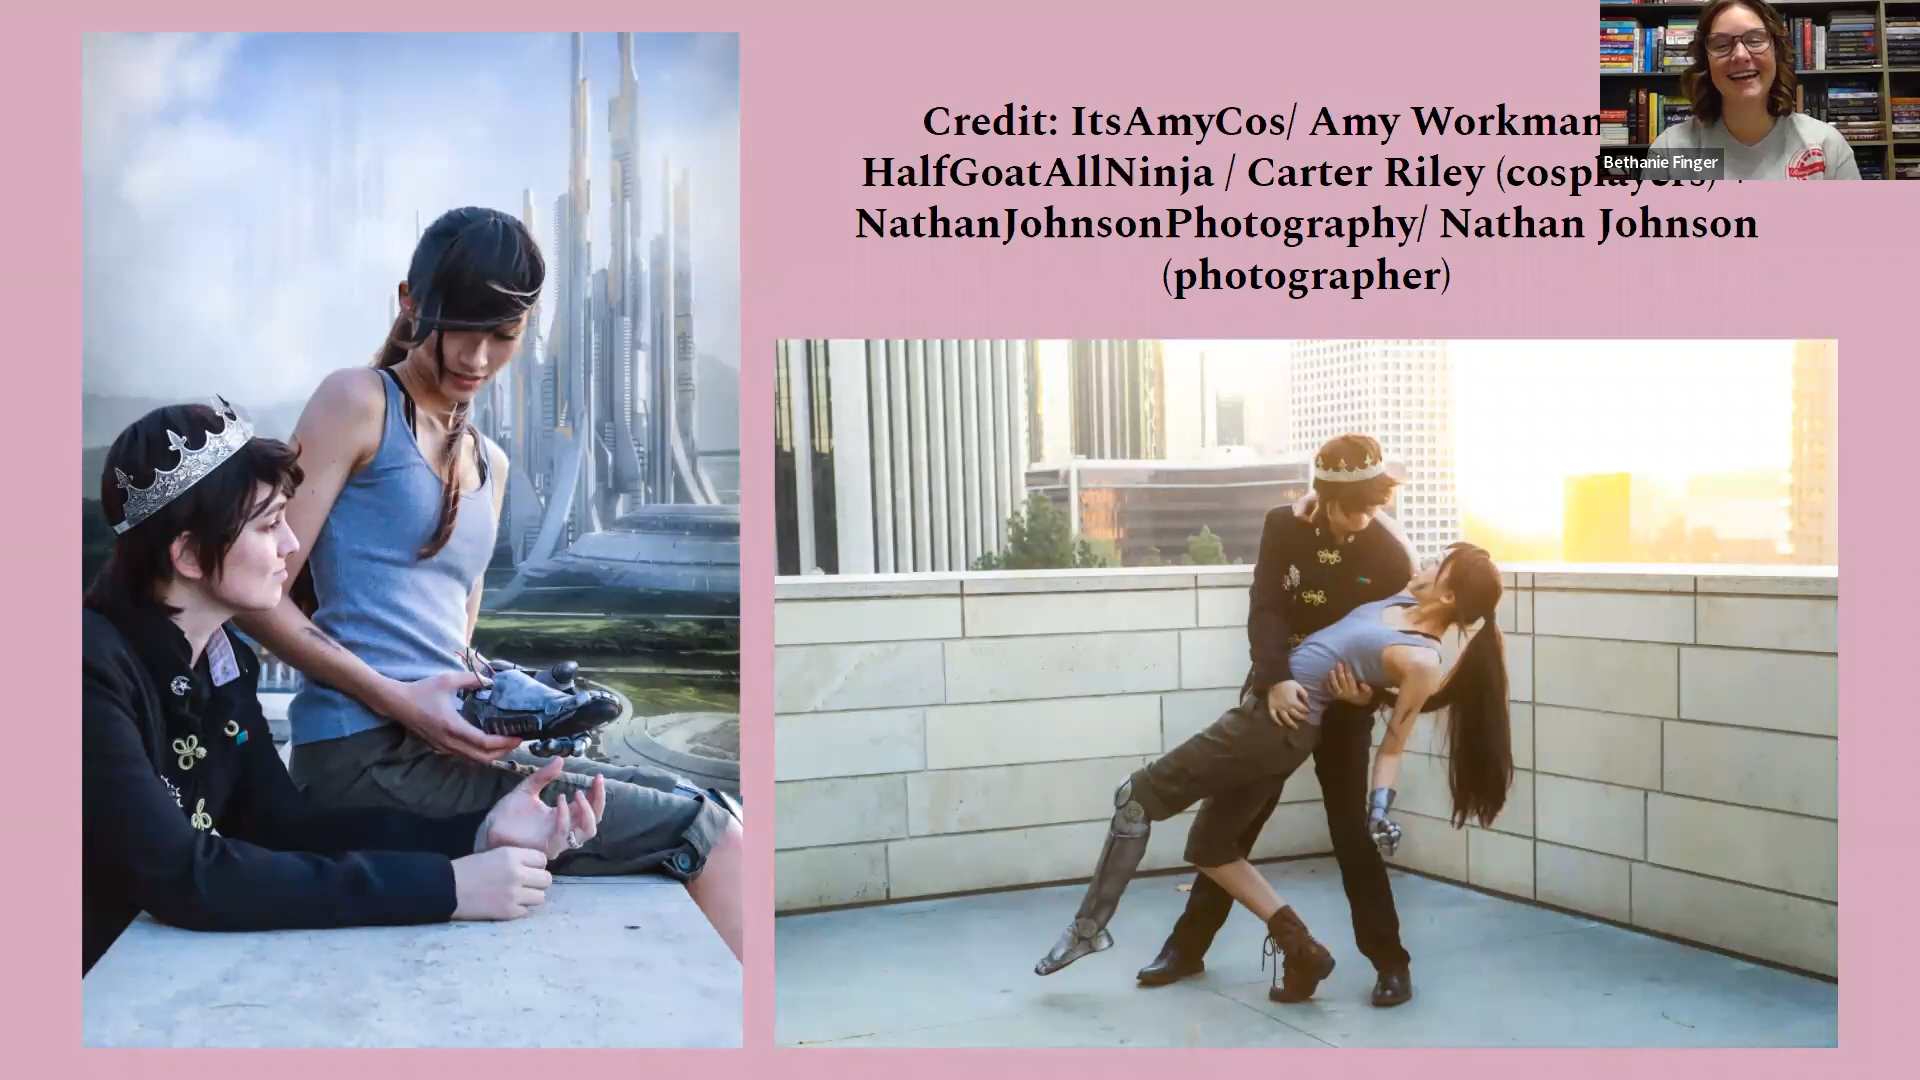 Credit: ItsAmyCos/ Amy Workman
HalfGoatAllNinja / Carter Riley (cosplayers)
NathanJohnsonPhotography/ Nathan Johnson
(photographer)
Bethanie Finger